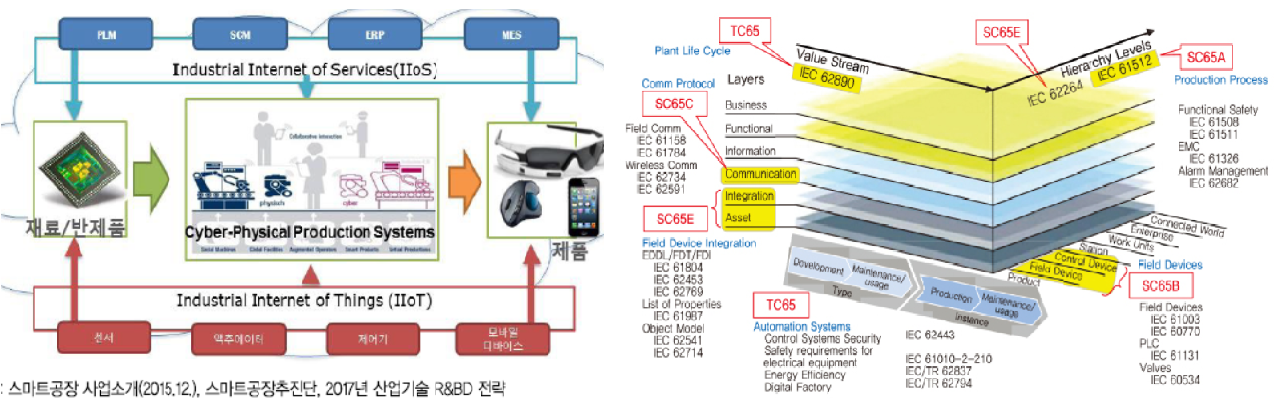 PLM
SCM
ERP
MES
Industrial Internet of Services(IIoS)
Collaborative Interaction
physisch
cyber
Cyber-Physical Production Systems
Social Machines
Global Facilities
Augmented Operators
Smart Products
Virtual Productions
재료/반제품
제품
Industrial Internet of Things (IIoT)
센서
액추에이터
제어기
모바일
디바이스
: 스마트공장 사업소개(2015.12.), 스마트공장추진단, 2017년 산업기술 R&BD 전략
TC65
SC65E
SC65A
Plant Life Cycle
Value Stream
IEC 62890
Hierarchy Levels
IEC 62264
IEC 61512
Production Process
Layers
Comm Protocol
SC65C
Business
Functional
Information
Communication
Integration
Asset
Field Comm
IEC 61158
IEC 61784
Wireless Comm
IEC 62734
IEC 62591
SC65E
Field Device Integration
EDDL/FDT/FDI
IEC 61804
IEC 62453
IEC 62769
List of Properties
IEC 61987
Object Model
IEC 62541
IEC 62714
Functional Safety
IEC 61508
IEC 61511
EMC
IEC 61326
Alarm Management
IEC 62682
Connected World
Enterprise
Work Units
Station
Control Device
Field Device
Product
Development
Maintenance/
usage
Type
Production
Maintenance/
usage
Instance
Field Devices
SC65B
Field Devices
IEC 61003
IEC 60770
PLC
IEC 61131
Valves
IEC 60534
TC65
Automation Systems
Control Systems Security IEC 62443
Safety requirements for
electrical equipment IEC 61010-2-210
Energy Efficiency IEC/TR 62837
Digital Factory IEC/TR 62794